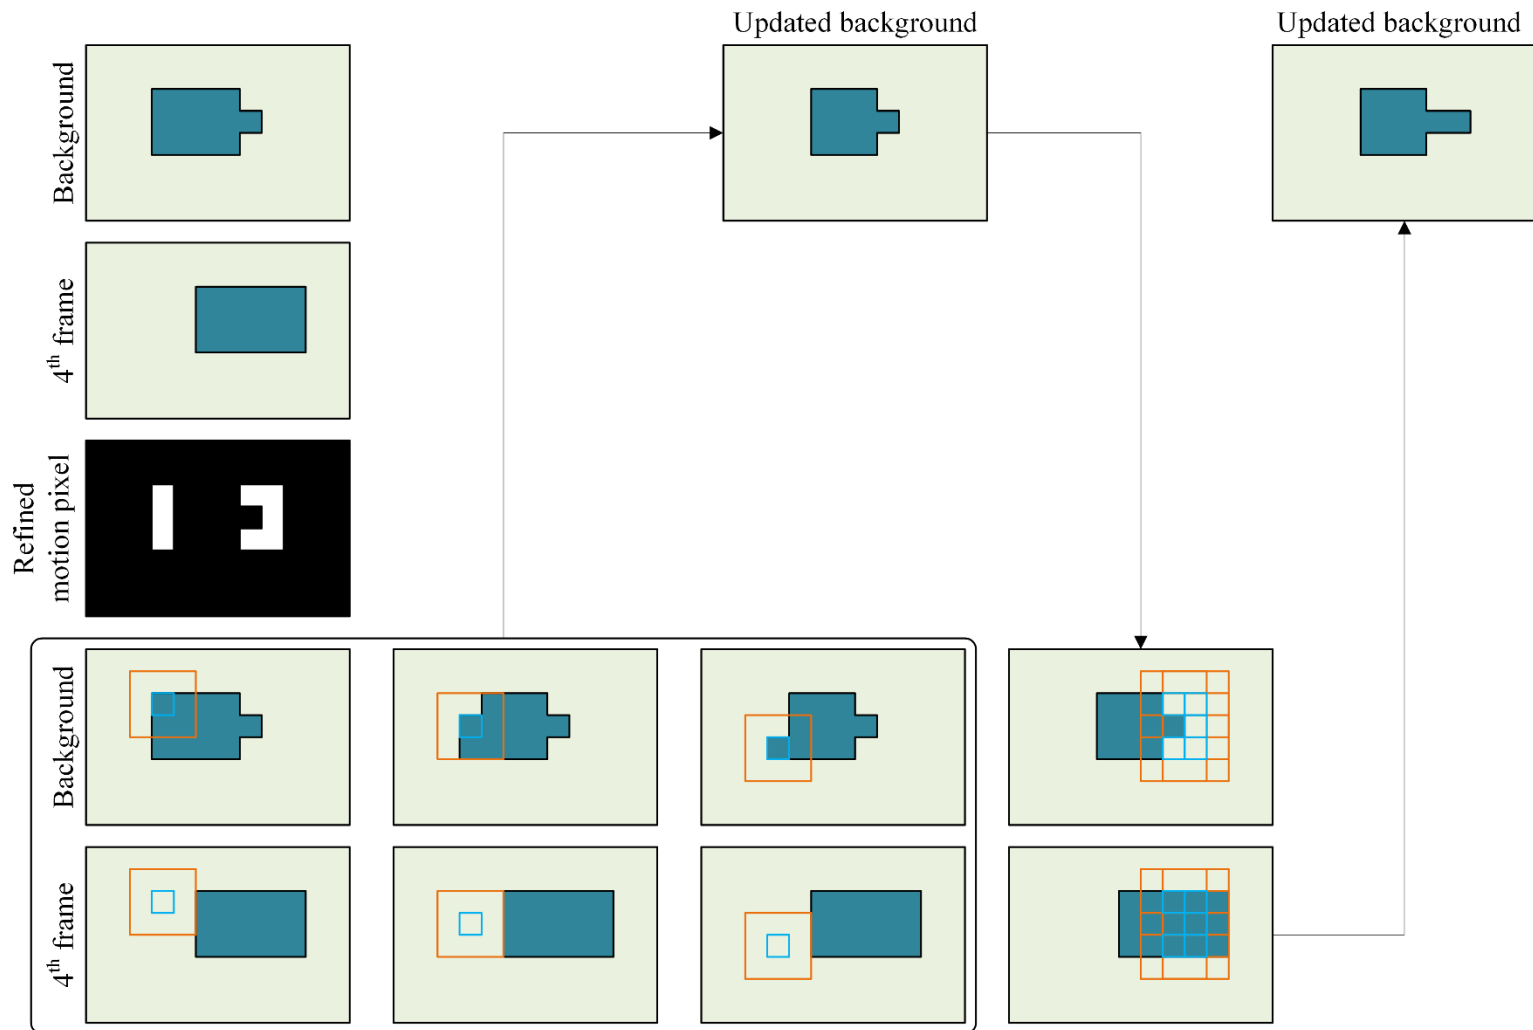 Updated background
Updated background
Background
4th frame
Refined
motion pixel
Background
4th frame